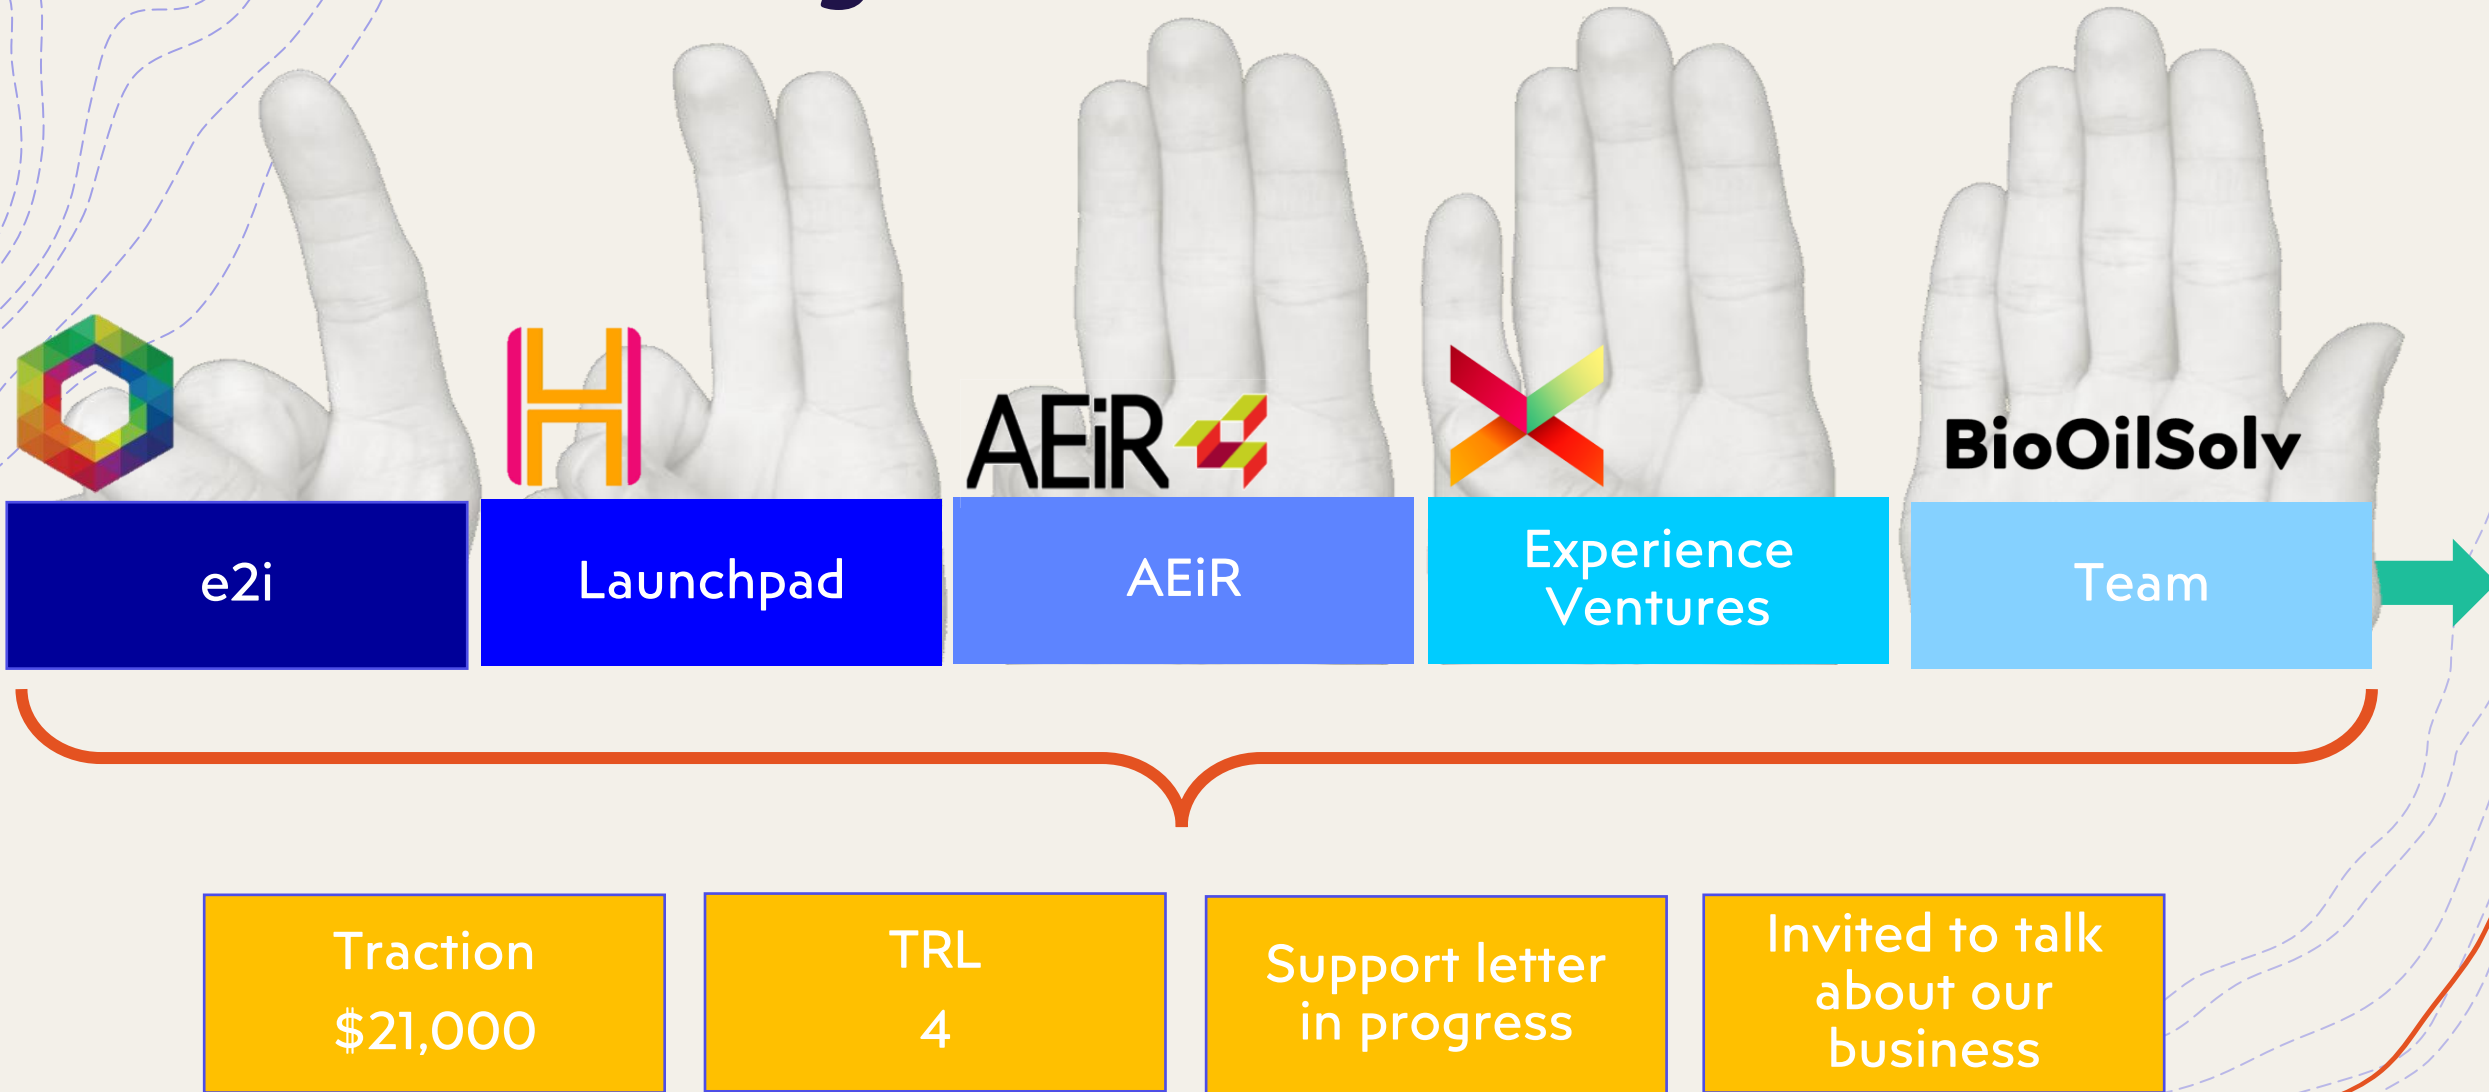 AEiR
BioOilSolv
e2i
Launchpad
AEiR
Experience
Ventures
Team
Traction
$21,000
TRL
4
Support letter
in progress
Invited to talk
about our
business